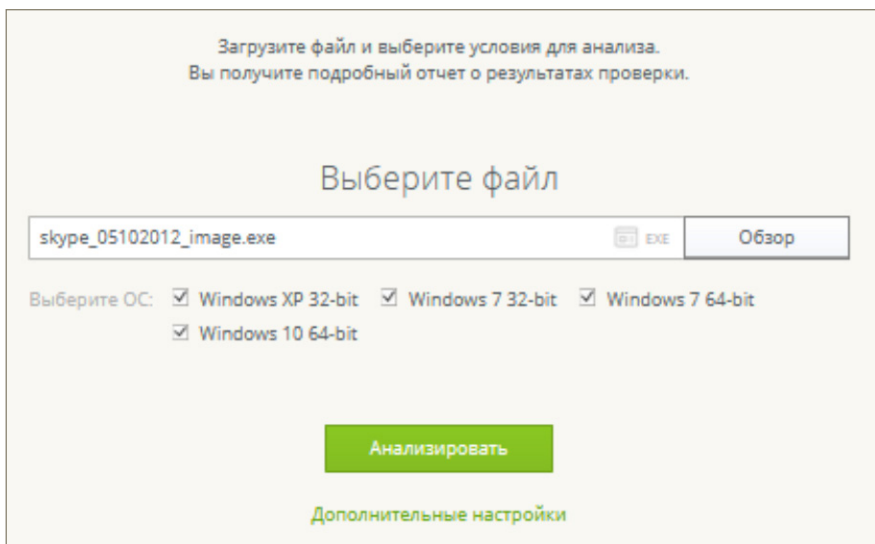 Загрузите файл и выберите условия для анализа.
Вы получите подробный отчет о результатах проверки.
Выберите файл
skype_05102012_image.exe EXE Обзор
Выберите ОС: Windows XP 32-bit Windows 7 32-bit Windows 7 64-bit
Windows 10 64-bit
Анализировать
Дополнительные настройки